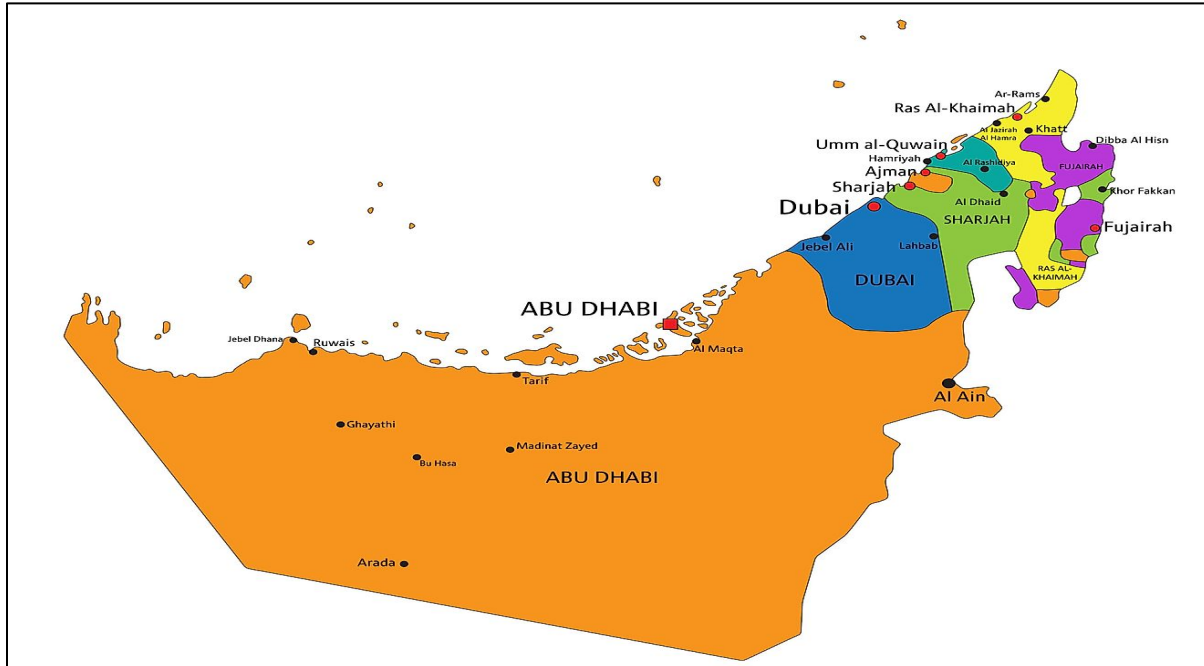 Ar-Rams
Ras Al-Khaimah
Al Jazirah
Al Hamra
Khatt
Dibba Al Hisn
Umm al-Quwain
Hamriyah
Al Rashidiya
FUJAIRAH
Ajman
Sharjah
Khor Fakkan
Al Dhaid
Dubai
SHARJAH
Fujairah
Jebel Ali
Lahbab
RAS AL-
KHAIMAH
DUBAI
ABU DHABI
Jebel Dhana
Ruwais
Al Maqta
Tarif
Al Ain
Ghayathi
Madinat Zayed
Bu Hasa
ABU DHABI
Arada